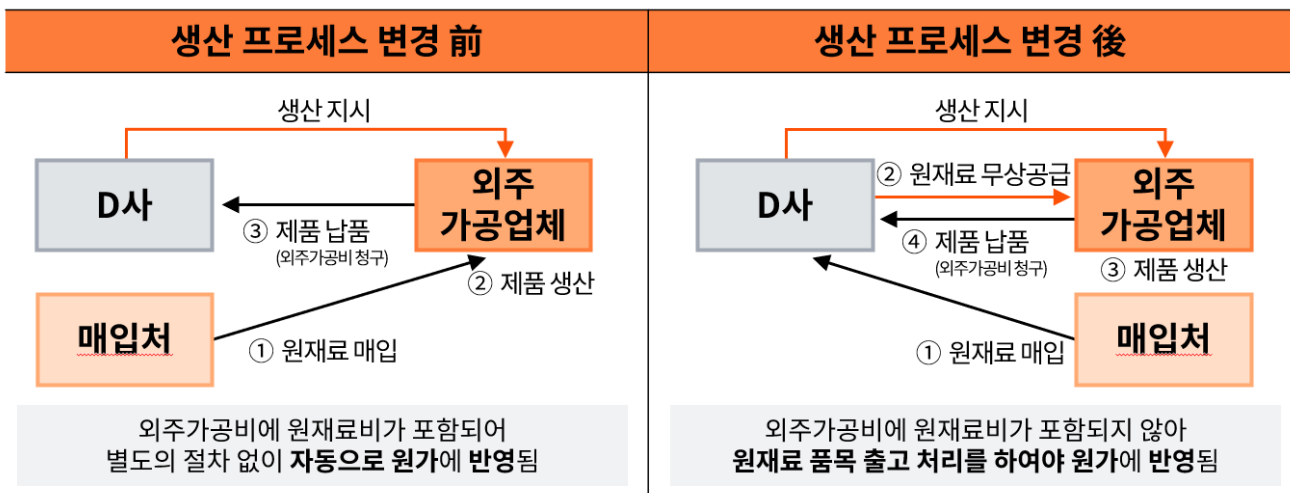 생산 프로세스 변경 前
생산 지시
D사
외주
가공업체
③ 제품 납품
(외주가공비 청구)
② 제품 생산
매입처
① 원재료 매입
외주가공비에 원재료비가 포함되어
별도의 절차 없이 자동으로 원가에 반영됨
생산 프로세스 변경 後
생산 지시
D사
② 원재료 무상공급
외주
가공업체
④ 제품 납품
(외주가공비 청구)
③ 제품 생산
① 원재료 매입
매입처
외주가공비에 원재료비가 포함되지 않아
원재료 품목 출고 처리를 하여야 원가에 반영됨